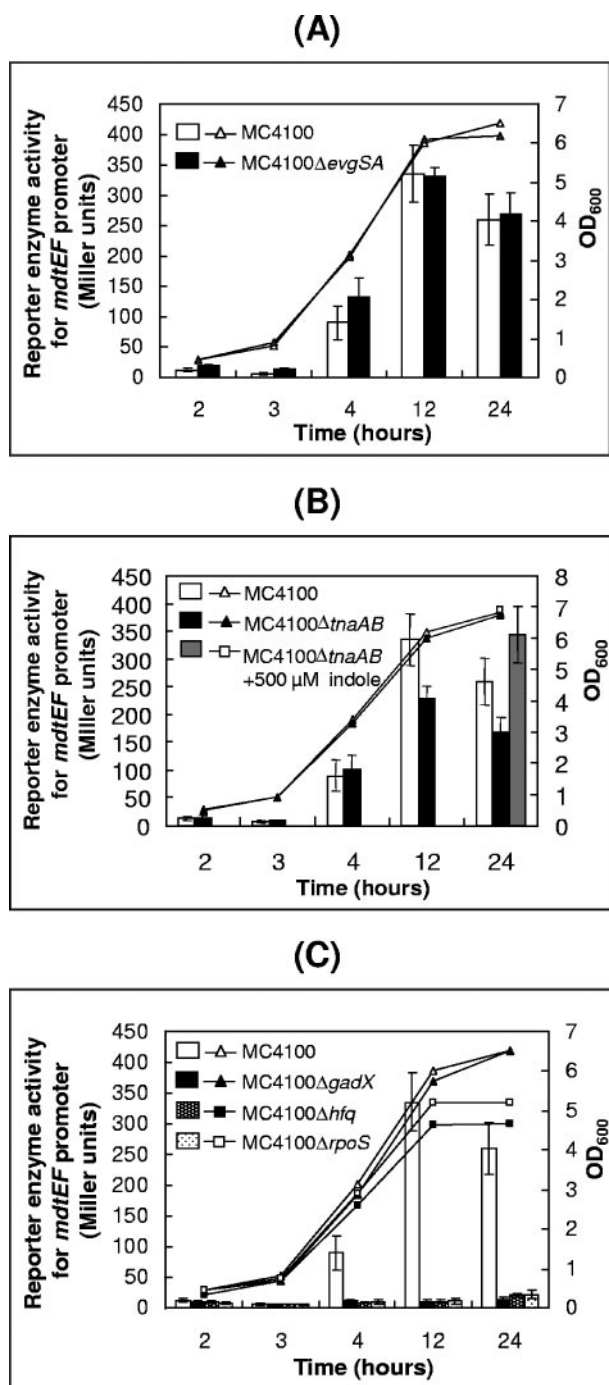 (A)
Reporter enzyme activity
for mdtEF promoter
(Miller units)
450
400
350
300
250
200
150
100
50
0
MC4100
MC4100ΔevgSA
7
6
5
4
3
2
1
0
OD600
2 3 4 12 24
Time (hours)
(B)
Reporter enzyme activity
for mdtEF promoter
(Miller units)
450
400
350
300
250
200
150
100
50
0
MC4100
MC4100ΔtnaAB
MC4100ΔtnaAB
+500 μM indole
8
7
6
5
4
3
2
1
0
OD600
2 3 4 12 24
Time (hours)
(C)
Reporter enzyme activity
for mdtEF promoter
(Miller units)
450
400
350
300
250
200
150
100
50
0
MC4100
MC4100ΔgadX
MC4100Δhfq
MC4100ΔrpoS
7
6
5
4
3
2
1
0
OD600
2 3 4 12 24
Time (hours)